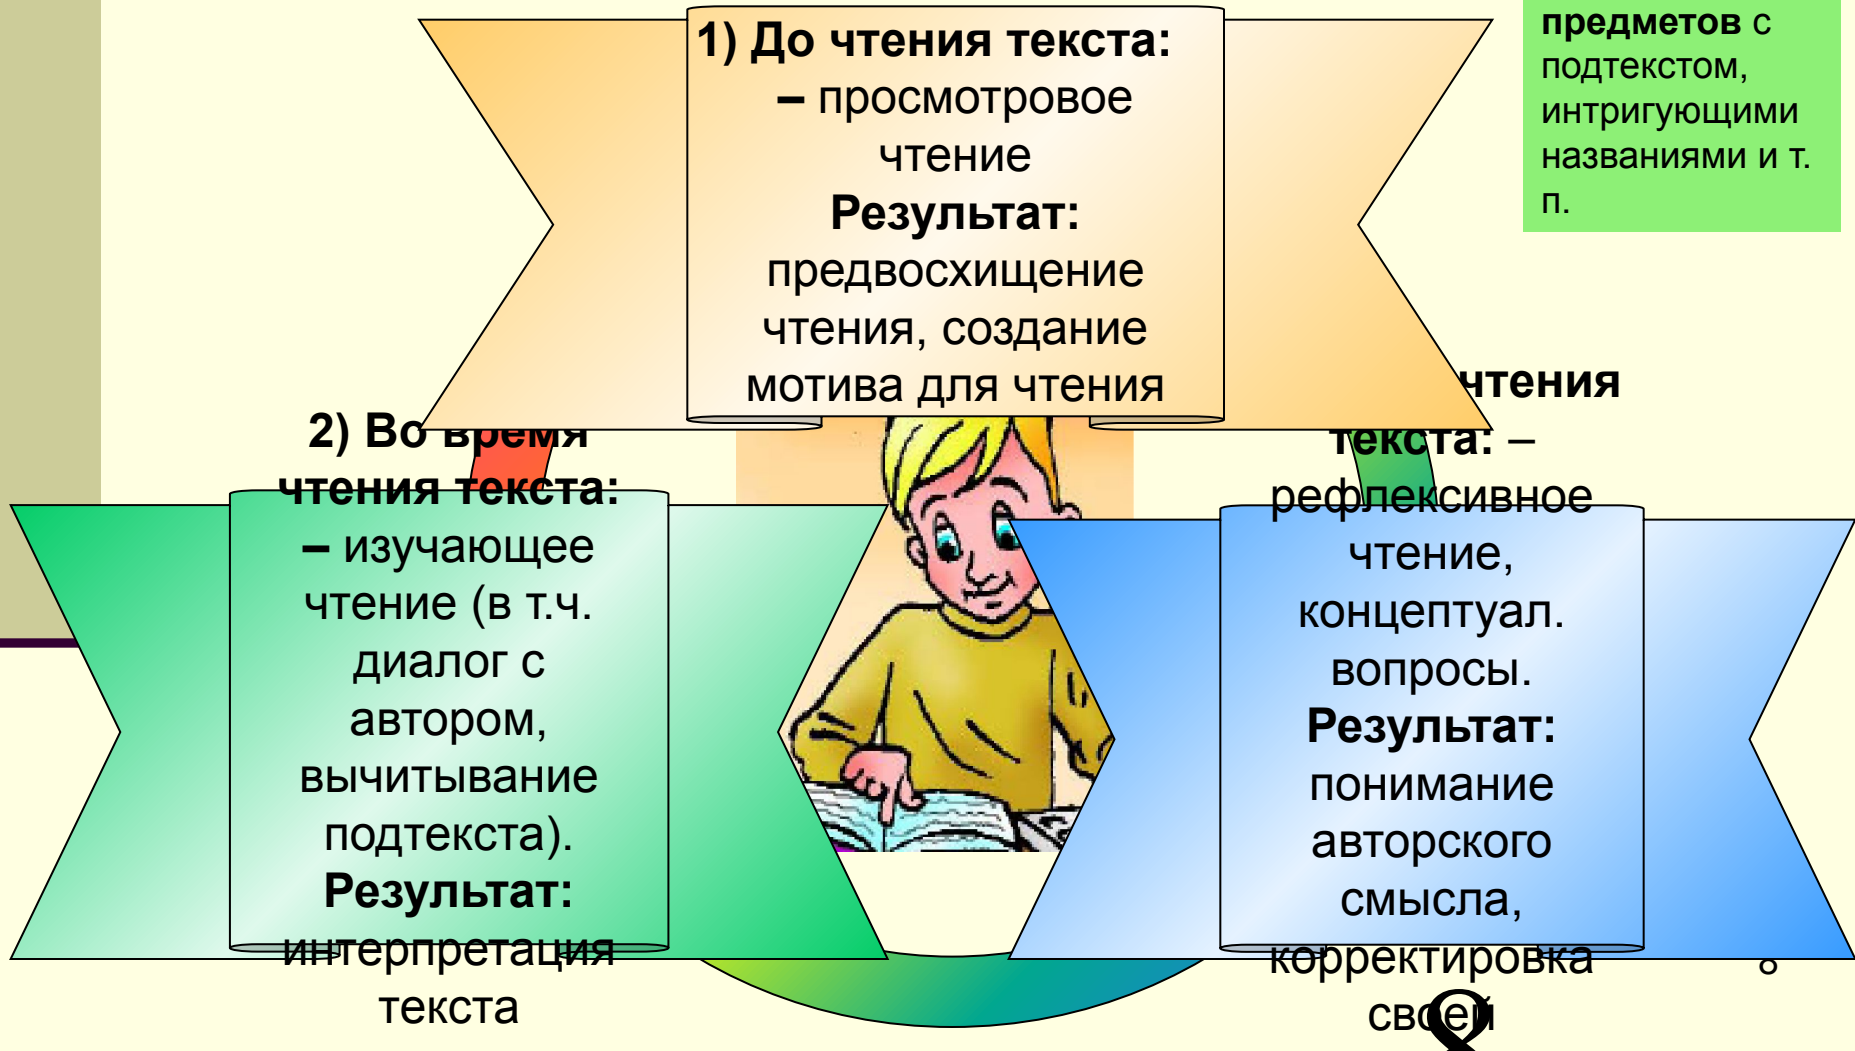 1) До чтения текста:
– просмотровое
чтение
Результат:
предвосхищение
чтения, создание
мотива для чтения
предметов с
подтекстом,
интригующими
названиями и т.
п.
2) Во время
чтения текста:
– изучающее
чтение (в т.ч.
диалог с
автором,
вычитывание
подтекста).
Результат:
интерпретация
текста
чтения
текста: –
рефлексивное
чтение,
концептуал.
вопросы.
Результат:
понимание
авторского
смысла,
корректировка
своей
8